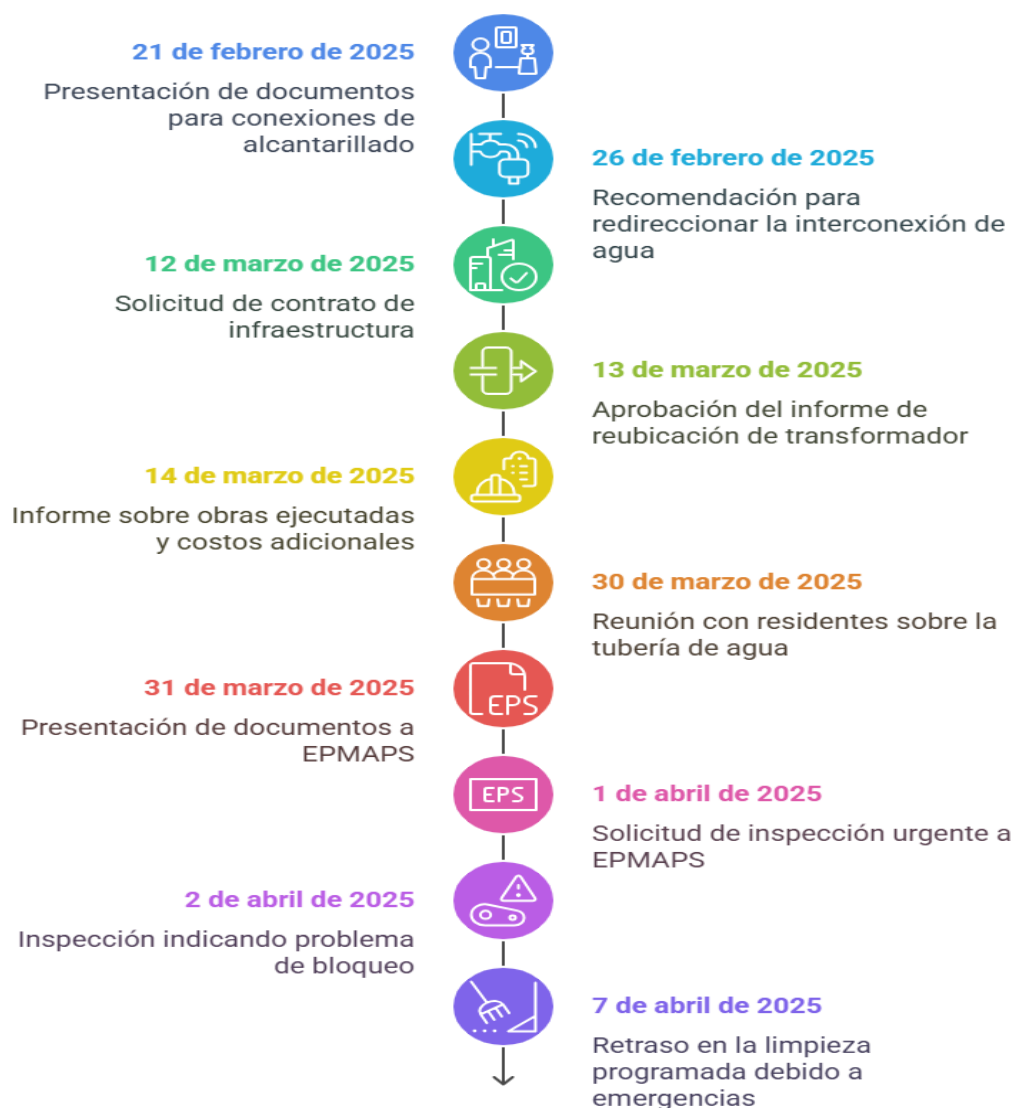 21 de febrero de 2025
Presentación de documentos
para conexiones de
alcantarillado
26 de febrero de 2025
Recomendación para
redireccionar la interconexión de
agua
12 de marzo de 2025
Solicitud de contrato de
infraestructura
13 de marzo de 2025
Aprobación del informe de
reubicación de transformador
14 de marzo de 2025
Informe sobre obras ejecutadas
y costos adicionales
30 de marzo de 2025
Reunión con residentes sobre la
tubería de agua
31 de marzo de 2025
Presentación de documentos a
EPMAPS
EPS
1 de abril de 2025
Solicitud de inspección urgente a
EPMAPS
EPS
2 de abril de 2025
Inspección indicando problema
de bloqueo
7 de abril de 2025
Retraso en la limpieza
programada debido a
emergencias